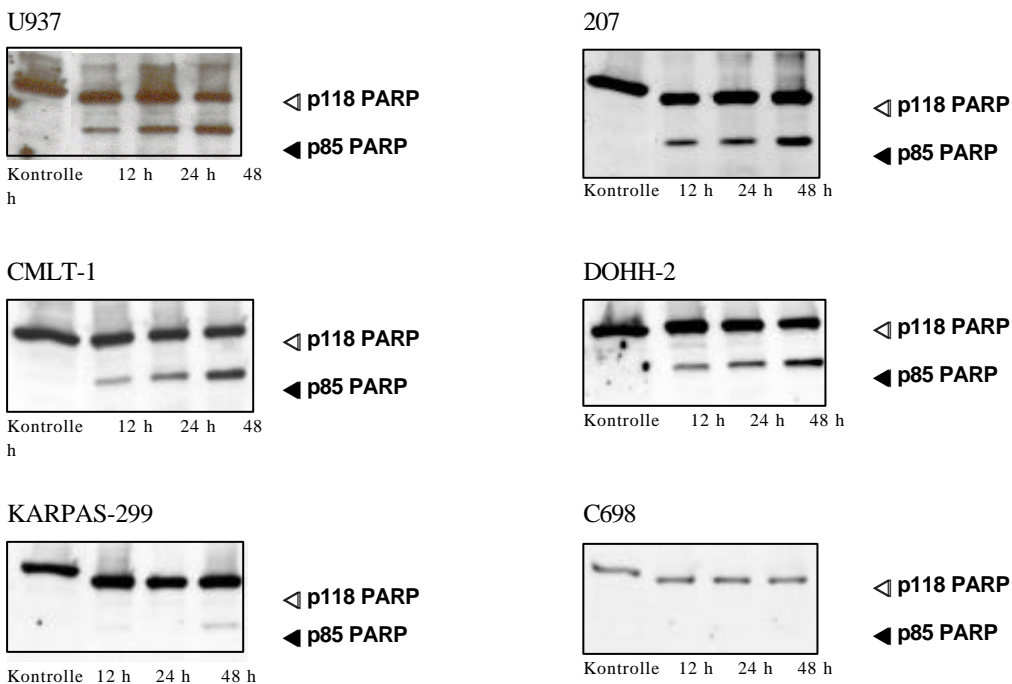 U937
p118 PARP
p85 PARP
Kontrolle 12 h 24 h 48
h
207
p118 PARP
p85 PARP
Kontrolle 12 h 24 h 48 h
CMLT-1
p118 PARP
p85 PARP
Kontrolle 12 h 24 h 48
h
DOHH-2
p118 PARP
p85 PARP
Kontrolle 12 h 24 h 48 h
KARPAS-299
p118 PARP
p85 PARP
Kontrolle 12 h 24 h 48 h
C698
p118 PARP
p85 PARP
Kontrolle 12 h 24 h 48 h